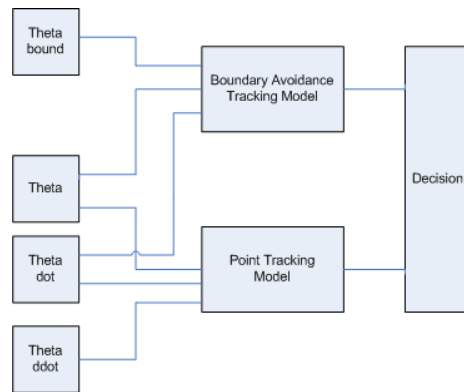 Theta
bound
Boundary Avoidance
Tracking Model
Theta
Decision
Theta
dot
Point Tracking
Model
Theta
ddot